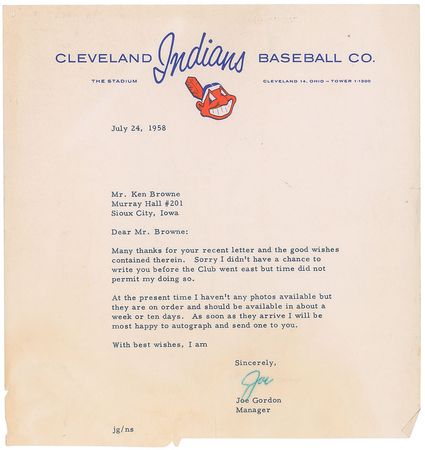 CLEVELAND Indians BASEBALL CO.
THE STADIUM CLEVELAND 14, OHIO – TOWER 1-1200
July 24, 1958
Mr. Ken Browne
Murray Hall #201
Sioux City, Iowa
Dear Mr. Browne:
Many thanks for your recent letter and the good wishes
contained therein. Sorry I didn't have a chance to
write you before the Club went east but time did not
permit my doing so.
At the present time I haven't any photos available but
they are on order and should be available in about a
week or ten days. As soon as they arrive I will be
most happy to autograph and send one to you.
With best wishes, I am
Sincerely,
Joe
Joe Gordon
Manager
jg/ns